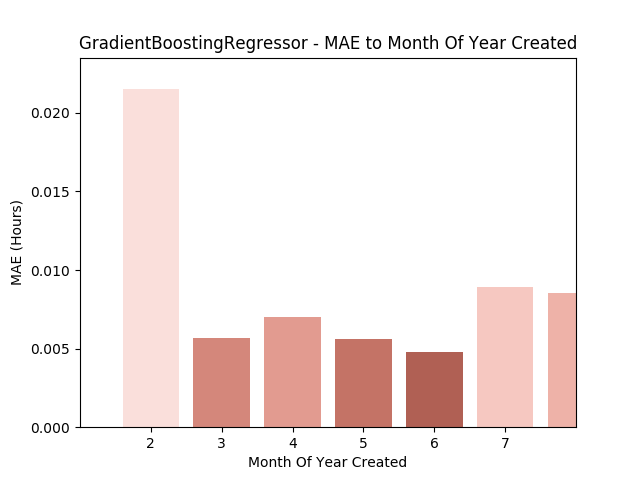 GradientBoostingRegressor - MAE to Month Of Year Created
0.020
0.015
0.010
0.005
0.000
MAE (Hours)
2 3 4 5 6 7
Month Of Year Created